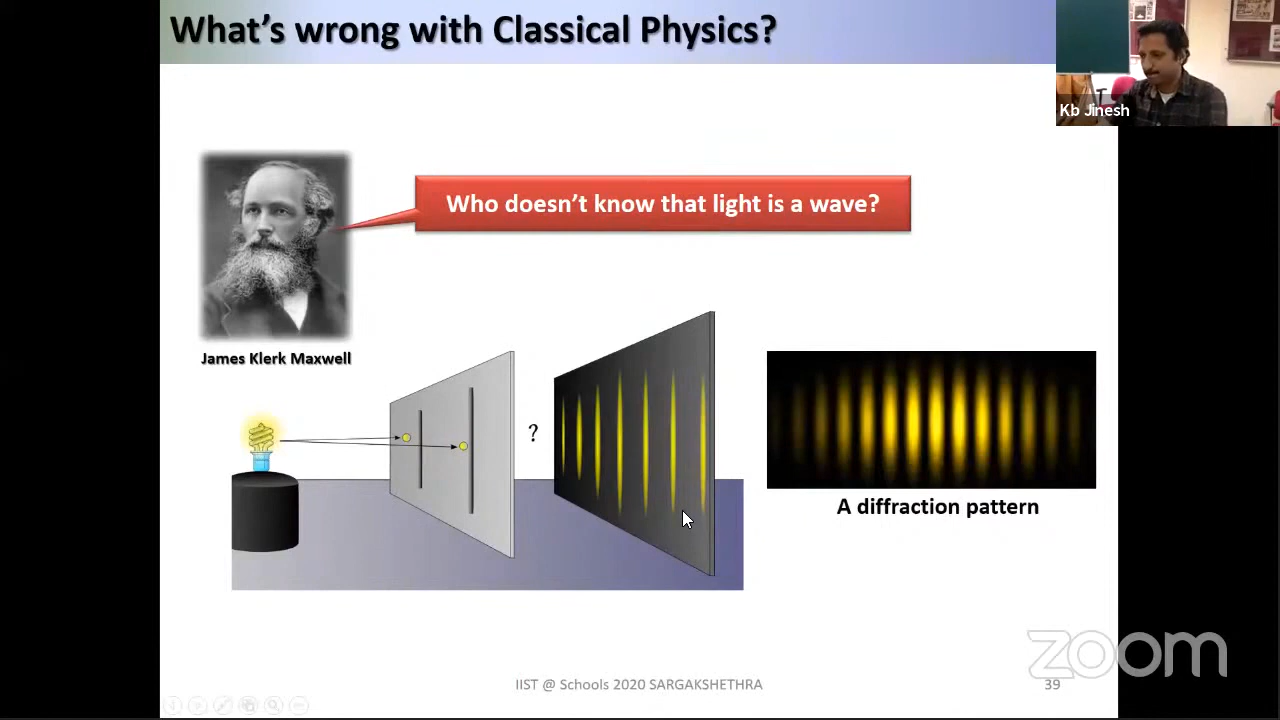 What's wrong with Classical Physics?
Kb Jinesh
Who doesn't know that light is a wave?
James Klerk Maxwell
?
A diffraction pattern
zoom
IIST @ Schools 2020 SARGAKSHETHRA
39